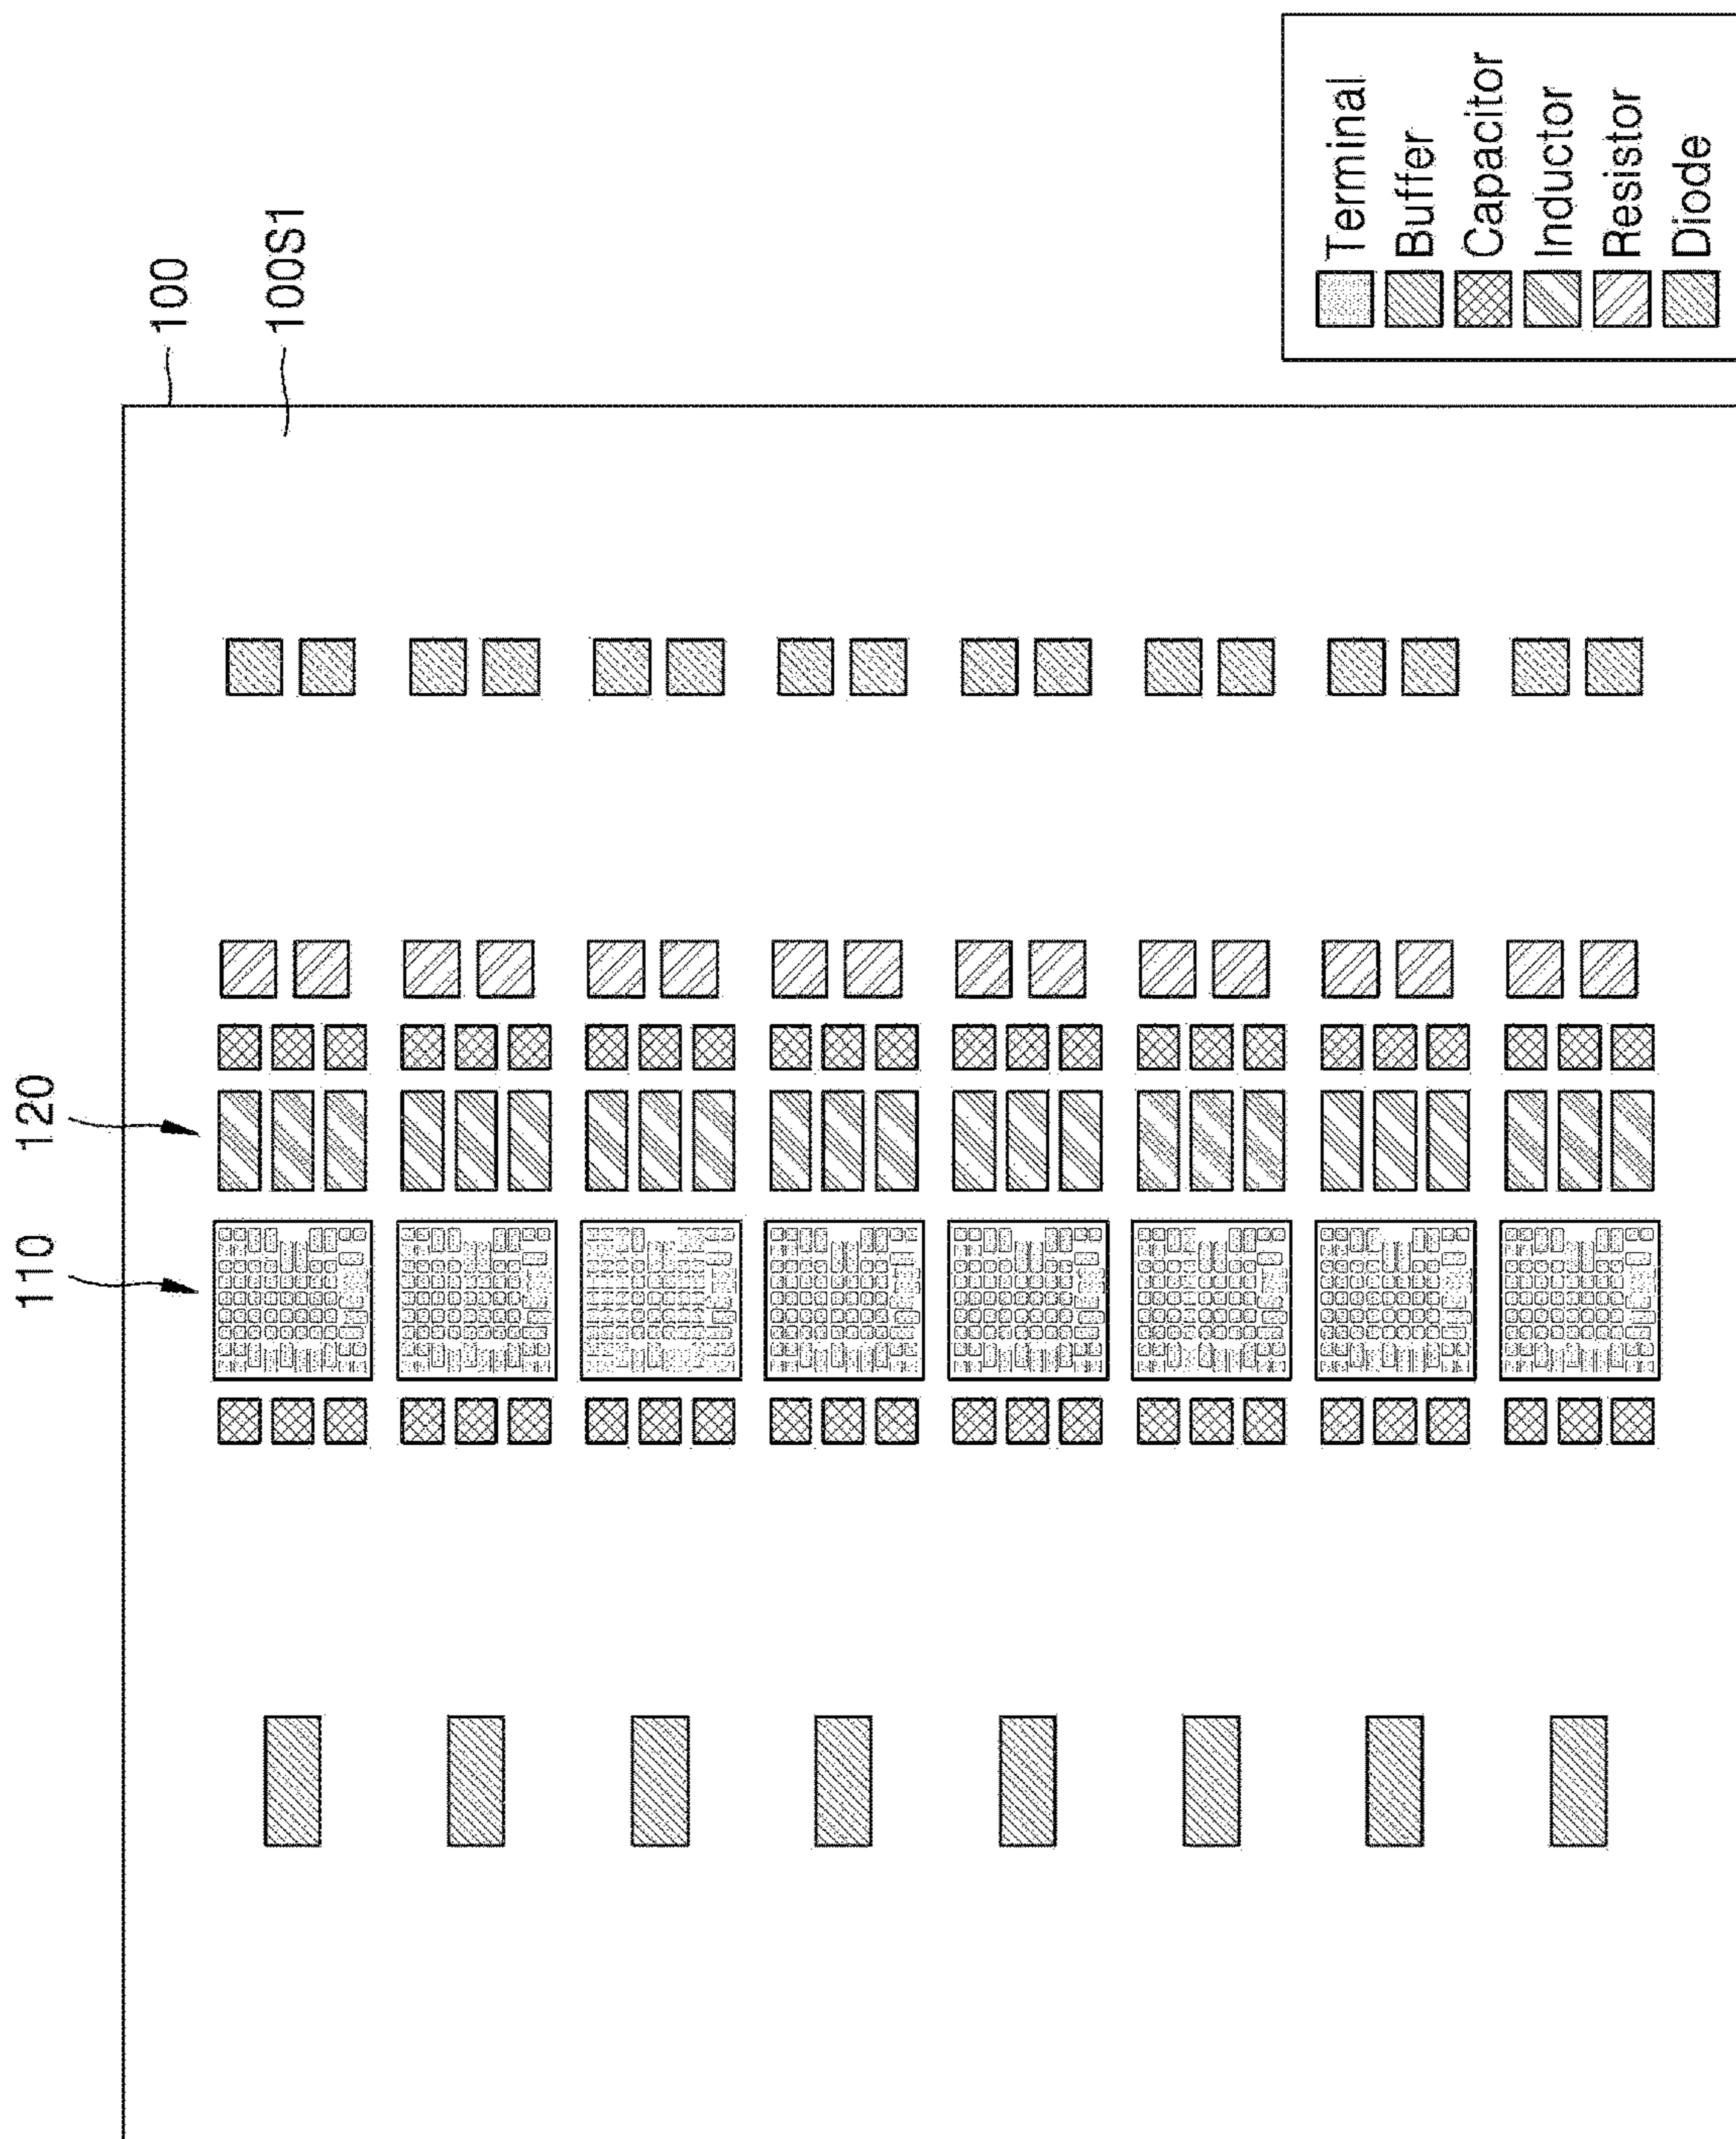 100
100S1
120
110
Terminal
Buffer
Capacitor
Inductor
Resistor
Diode